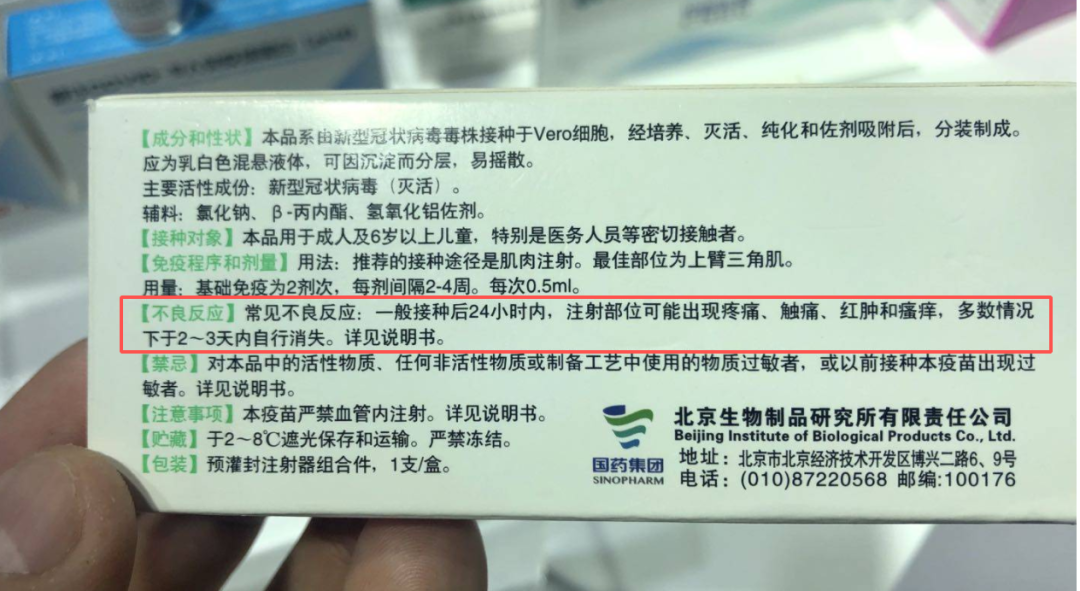 【成分和性状】本品系由新型冠状病毒毒株接种于Vero细胞，经培养、灭活、纯化和佐剂吸附后，分装制成。
应为乳白色混悬液体，可因沉淀而分层，易摇散。
主要活性成份：新型冠状病毒（灭活）。
辅料：氯化钠、β-丙内酯、氢氧化铝佐剂。
【接种对象】本品用于成人及6岁以上儿童，特别是医务人员等密切接触者。
【免疫程序和剂量】用法：推荐的接种途径是肌肉注射。最佳部位为上臂三角肌。
用量：基础免疫为2剂次，每剂间隔2-4周。每次0.5ml。
【不良反应】常见不良反应：一般接种后24小时内，注射部位可能出现疼痛、触痛、红肿和瘙痒，多数情况
下于2～3天内自行消失。详见说明书。
【禁忌】对本品中的活性物质、任何非活性物质或制备工艺中使用的物质过敏者，或以前接种本疫苗出现过
敏者。详见说明书。
【注意事项】本疫苗严禁血管内注射。详见说明书。
【贮藏】于2～8℃遮光保存和运输。严禁冻结。
【包装】预灌封注射器组合件，1支/盒。
国药集团
SINOPHARM
北京生物制品研究所有限责任公司
Beijing Institute of Biological Products Co., Ltd.
地址：北京市北京经济技术开发区博兴二路6、9号
电话：(010)87220568 邮编:100176